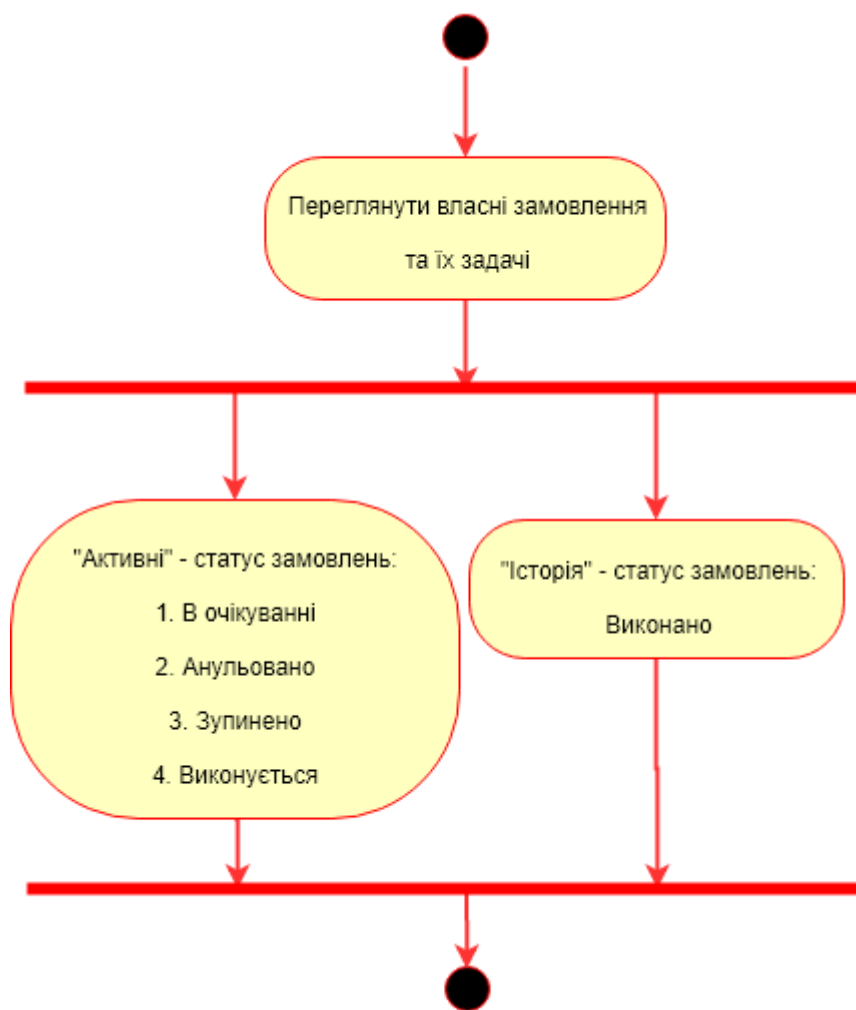 Переглянути власні замовлення
та їх задачі
"Активні" - статус замовлень:
1. В очікуванні
2. Анульовано
3. Зупинено
4. Виконується
"Історія" - статус замовлень:
Виконано